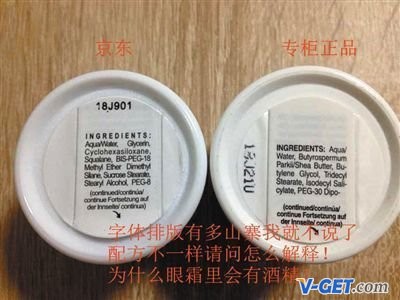 京东
专柜正品
18J901
INGREDIENTS:
Aqua/Water, Glycerin,
Cyclohexasiloxane,
Squalane, BIS-PEG-18
Methyl Ether Dimethyl
Silane, Sucrose Stearate,
Stearyl Alcohol, PEG-8
(continued/continúa/
continue Fortsetzung auf
der Innseite/ continua)
INGREDIENTS: Aqua/
Water, Butyrospermum
Parkii/Shea Butter, Bu-
tylene Glycol, Tridecyl
Stearate, Isodecyl Salicy-
late, PEG-30 Dipo-
(continued/continúa/
continue Fortsetzung auf
der Innseite/ continua)
字体排版有多山寨我就不说了
配方不一样请问怎么解释!
为什么眼霜里会有酒精
V-GET.com